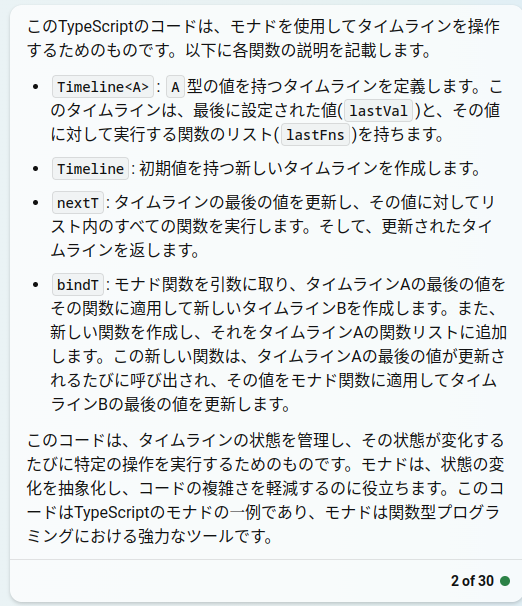 このTypeScriptのコードは、モナドを使用してタイムラインを操作
するためのものです。以下に各関数の説明を記載します。
• Timeline<A> : A 型の値を持つタイムラインを定義します。こ
のタイムラインは、最後に設定された値( lastVal )と、その値
に対して実行する関数のリスト( lastFns )を持ちます。
• Timeline : 初期値を持つ新しいタイムラインを作成します。
• nextT : タイムラインの最後の値を更新し、その値に対してリ
スト内のすべての関数を実行します。そして、更新されたタイ
ムラインを返します。
• bindT : モナド関数を引数に取り、タイムラインAの最後の値を
その関数に適用して新しいタイムラインBを作成します。また、
新しい関数を作成し、それをタイムラインAの関数リストに追加
します。この新しい関数は、タイムラインAの最後の値が更新さ
れるたびに呼び出され、その値をモナド関数に適用してタイム
ラインBの最後の値を更新します。
このコードは、タイムラインの状態を管理し、その状態が変化する
たびに特定の操作を実行するためのものです。モナドは、状態の変
化を抽象化し、コードの複雑さを軽減するのに役立ちます。このコ
ードはTypeScriptのモナドの一例であり、モナドは関数型プログラ
ミングにおける強力なツールです。
2 of 30